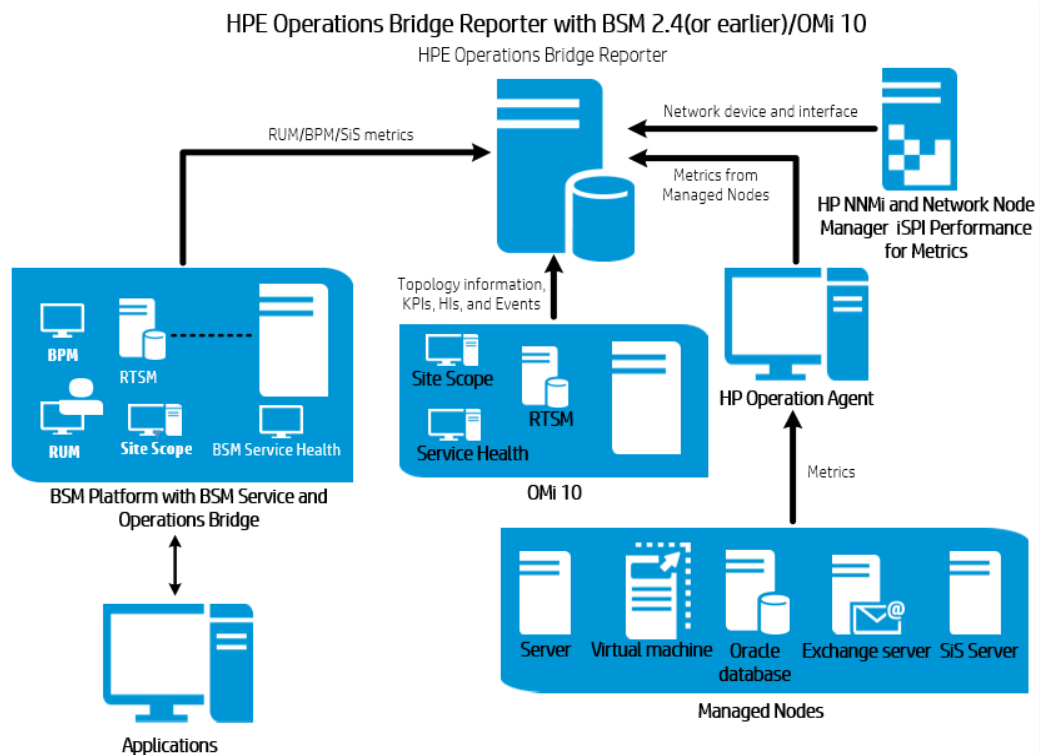 HPE Operations Bridge Reporter with BSM 2.4(or earlier)/OMi 10
HPE Operations Bridge Reporter
Network device and interface
RUM/BPM/SiS metrics
Metrics from
Managed Nodes
HP NNMi and Network Node
Manager iSPI Performance
for Metrics
Topology information,
KPIs, HIs, and Events
BPM
RTSM
RUM
Site Scope
BSM Service Health
BSM Platform with BSM Service and
Operations Bridge
Site Scope
RTSM
Service Health
OMi 10
HP Operation Agent
Metrics
Server
Virtual machine
Oracle
database
@
Exchange server
SiS Server
Managed Nodes
Applications